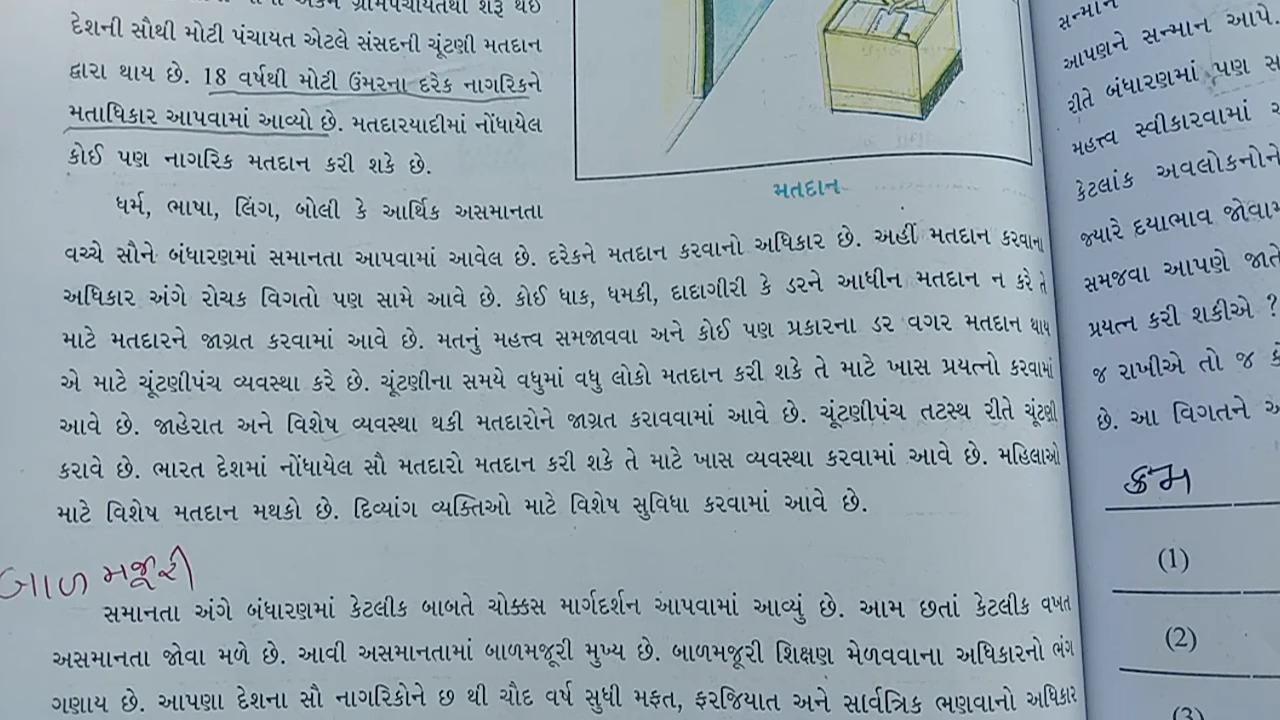 ગ્રામપંચાયતથી શરૂ થઇ
દેશની સૌથી મોટી પંચાયત એટલે સંસદની ચૂંટણી મતદાન
દ્વારા થાય છે. 18 વર્ષથી મોટી ઉંમરના દરેક નાગરિકને
મતાધિકાર આપવામાં આવ્યો છે. મતદારયાદીમાં નોંધાયેલ
કોઈ પણ નાગરિક મતદાન કરી શકે છે.
મતદાન
ધર્મ, ભાષા, લિંગ, બોલી કે આર્થિક અસમાનતા
વચ્ચે સૌને બંધારણમાં સમાનતા આપવામાં આવેલ છે. દરેકને મતદાન કરવાનો અધિકાર છે. અહીં મતદાન કરવાના
અધિકાર અંગે રોચક વિગતો પણ સામે આવે છે. કોઈ ધાક, ધમકી, દાદાગીરી કે ડરને આધીન મતદાન ન કરે તે
માટે મતદારને જાગ્રત કરવામાં આવે છે. મતનું મહત્ત્વ સમજાવવા અને કોઈ પણ પ્રકારના ડર વગર મતદાન થાય
એ માટે ચૂંટણીપંચ વ્યવસ્થા કરે છે. ચૂંટણીના સમયે વધુમાં વધુ લોકો મતદાન કરી શકે તે માટે ખાસ પ્રયત્નો કરવામાં
આવે છે. જાહેરાત અને વિશેષ વ્યવસ્થા થકી મતદારોને જાગ્રત કરાવવામાં આવે છે. ચૂંટણીપંચ તટસ્થ રીતે ચૂંટણી
કરાવે છે. ભારત દેશમાં નોંધાયેલ સૌ મતદારો મતદાન કરી શકે તે માટે ખાસ વ્યવસ્થા કરવામાં આવે છે. મહિલાઓ
માટે વિશેષ મતદાન મથકો છે. દિવ્યાંગ વ્યક્તિઓ માટે વિશેષ સુવિધા કરવામાં આવે છે.
બાળ મજૂરી
સમાનતા અંગે બંધારણમાં કેટલીક બાબતે ચોક્કસ માર્ગદર્શન આપવામાં આવ્યું છે. આમ છતાં કેટલીક વખત
અસમાનતા જોવા મળે છે. આવી અસમાનતામાં બાળમજૂરી મુખ્ય છે. બાળમજૂરી શિક્ષણ મેળવવાના અધિકારનો ભંગ
ગણાય છે. આપણા દેશના સૌ નાગરિકોને છ થી ચૌદ વર્ષ સુધી મફત, ફરજિયાત અને સાર્વત્રિક ભણવાનો અધિકાર
સન્માન
આપણને સન્માન આપે.
રીતે બંધારણમાં પણ
મહત્ત્વ સ્વીકારવામાં
કેટલાંક અવલોકનોને
જ્યારે દયાભાવ
સમજવા આપણે
પ્રયત્ન કરી શકીએ ?
જ રાખીએ તો જ
છે. આ વિગતને
ક્રમ
(1)
(2)
(3)